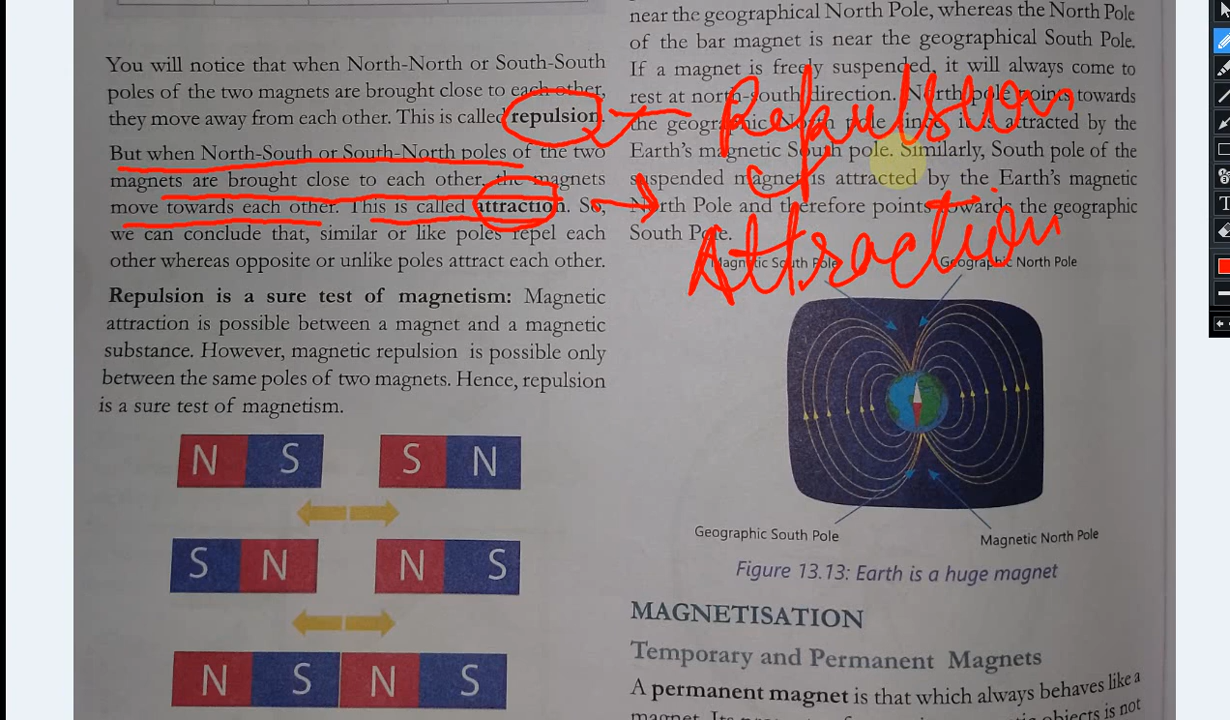 You will notice that when North-North or South-South
poles of the two magnets are brought close to each other,
they move away from each other. This is called repulsion.
But when North-South or South-North poles of the two
magnets are brought close to each other, the magnets
move towards each other. This is called attraction. So,
we can conclude that, similar or like poles repel each
other whereas opposite or unlike poles attract each other.
Repulsion is a sure test of magnetism: Magnetic
attraction is possible between a magnet and a magnetic
substance. However, magnetic repulsion is possible only
between the same poles of two magnets. Hence, repulsion
is a sure test of magnetism.
N S S N
S N N S
N S N S
near the geographical North Pole, whereas the North Pole
of the bar magnet is near the geographical South Pole.
If a magnet is freely suspended, it will always come to
rest at north-south direction. North pole points towards
the geographic North pole since it is attracted by the
Earth's magnetic South pole. Similarly, South pole of the
suspended magnet is attracted by the Earth's magnetic
North Pole and therefore points towards the geographic
South Pole.
Repulsion
Attraction
Magnetic South Pole
Geographic North Pole
Geographic South Pole
Magnetic North Pole
Figure 13.13: Earth is a huge magnet
MAGNETISATION
Temporary and Permanent Magnets
A permanent magnet is that which always behaves like a
magnet. Its objects is not